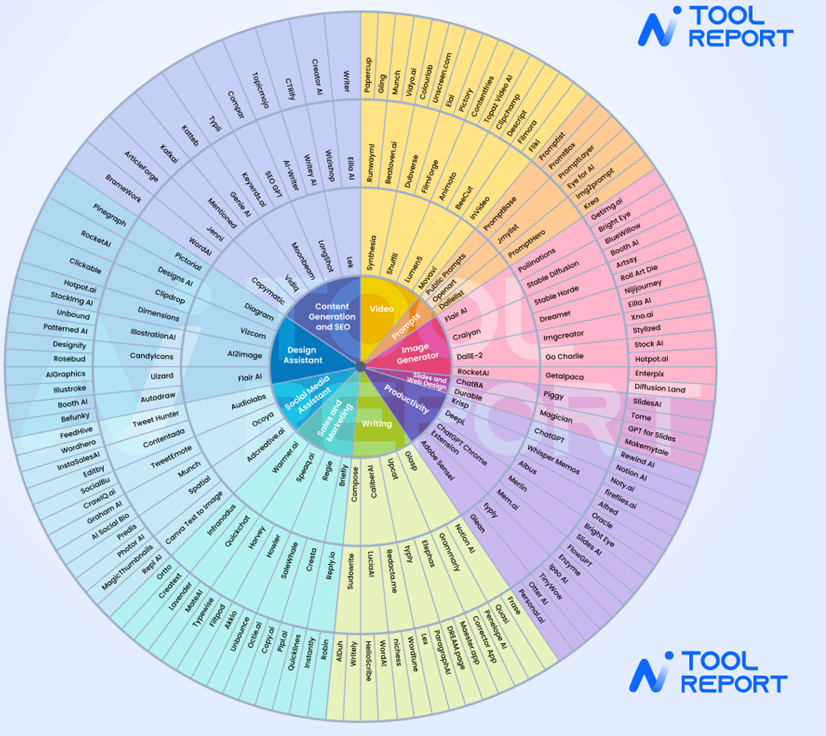 TOOL
REPORT
Video
Prompts
Image
Generator
Slides and
Web Design
Productivity
Writing
Sales and
Marketing
Social Media
Assistant
Design
Assistant
Content
Generation
and SEO
Synthesia
Shuffll
Lumen5
Movavi
Runwayml
Beatoven.ai
Dubverse
FilmForge
Animoto
BeeCut
InVideo
Papercup
Gling
Munch
Vidyo.ai
Colourlab
Unscreen.com
Elai
Pictory
Contentfries
Topaz Video AI
Clipchamp
Descript
Filmora
Fliki
Public Prompts
Openart
Dallelist
PromptBase
Jmylist
PromptHero
Promptist
PromtBox
PromptLayer
Eye for AI
Img2prompt
Krea
Flair AI
Craiyon
DallE-2
RocketAI
Pollinations
Stable Diffusion
Stable Horde
Dreamer
Imgcreator
Go Charlie
Getalpaca
Getimg.ai
Bright Eye
BlueWillow
Booth AI
Artssy
Roll Art Die
Nijijourney
Eilla AI
Xno.ai
Stylized
Stock AI
Hotpot.ai
Enterpix
Diffusion Land
ChatBA
Durable
Piggy
Magician
SlidesAI
Tome
GPT for Slides
Makemytale
Krisp
DeepL
ChatGPT Chrome
Extension
Adobe Sensei
ChatGPT
Whisper Memos
Albus
Merlin
Mem.ai
typly
Glean
Rewind AI
Notion AI
Noty.ai
fireflies.ai
Alfred
Oracle
Bright Eye
Slides AI
FlowGPT
Enzyme
Ipso AI
TinyWow
Otter AI
Personal.ai
Glasp
Upcat
CaliberAI
Compose
Notion AI
Grammarly
Elephas
typly
Redacta.me
LuciaAI
Sudowrite
Frase
Quasi
Penelope AI
Corrector App
Moester.app
DREAM.page
ParagraphAI
Lex
Wordtune
nichess
WordAI
HelloScribe
Writely
AIDuh
Briefly
Regie
Speaq.ai
Warmer.ai
Reply.io
Cresta
SaleWhale
Howler
Harvey
Quickchat
Infranodus
Robin
Instantly
Quicklines
Pipl.ai
Copy.ai
Octie.ai
Unbounce
Akkio
Flitpod
Typewise
MateAi
Lavender
Creatext
Ortto
Adcreative.ai
Ocoya
Audiolabs
Canva Text to Image
Spatial
Munch
TweetEmote
Contentada
Tweet Hunter
Repl AI
MagicThumbnails
Photor AI
Predis
AI Social Bio
Graham AI
CrawlQ.ai
SocialBu
Editby
InstaSalesAI
Wordhero
FeedHive
Flair AI
AI2image
Vizcom
Diagram
Autodraw
Uizard
CandyIcons
IllustrationAI
Dimensions
Clipdrop
Designs AI
Pictorial
Befunky
Booth AI
Illustroke
AIGraphics
Rosebud
Designify
Patterned AI
Unbound
StockImg AI
Hotpot.ai
Clickable
RocketAI
Pinegraph
Copymatic
Vidiq
Moonbeam
LongShot
Lek
WordAI
Jenni
Mentioned
Genie AI
Keywrds.ai
SEO GPT
AI-Writer
Writey AI
Wizishop
Ellia AI
BrameWork
ArticleForge
Kafkai
Katteb
Typli
Compar
Topicmojo
CTRify
Creator AI
Writer
TOOL
REPORT
AI TOOL
REPORT